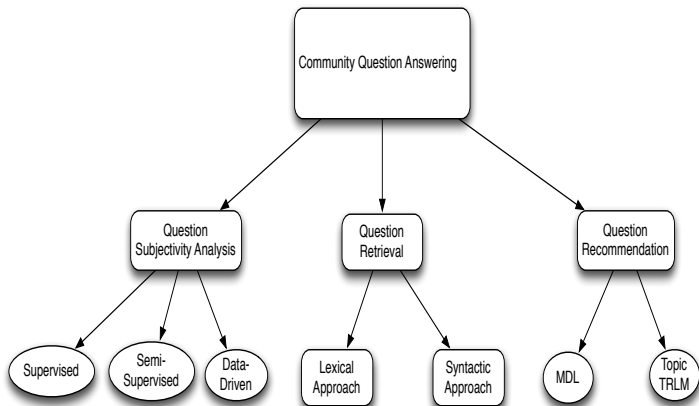 Community Question Answering
Question
Subjectivity Analysis
Question
Retrieval
Question
Recommendation
Supervised
Semi-
Supervised
Data-
Driven
Lexical
Approach
Syntactic
Approach
MDL
Topic
TRLM